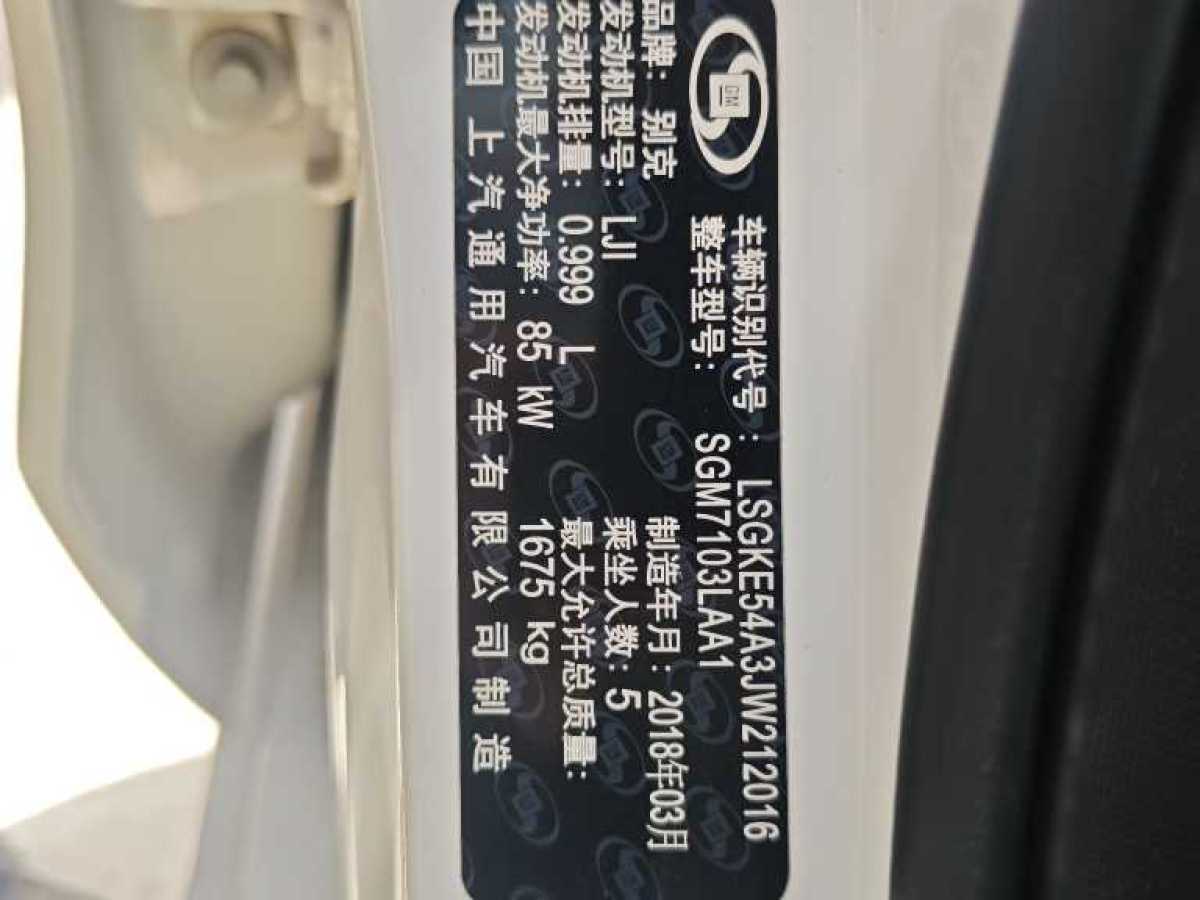 GM
车辆识别代号: LSGKE54A3JW212016
整车型号: SGM7103LAA1
品牌: 别克 制造年月: 2018年03月
发动机型号: LJI 乘坐人数: 5
发动机排量: 0.999 L 最大允许总质量:
发动机最大净功率: 85 kW 1675 kg
中国上汽通用汽车有限公司制造